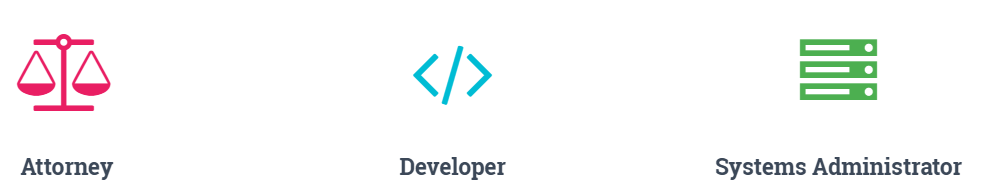 Attorney
Developer
Systems Administrator